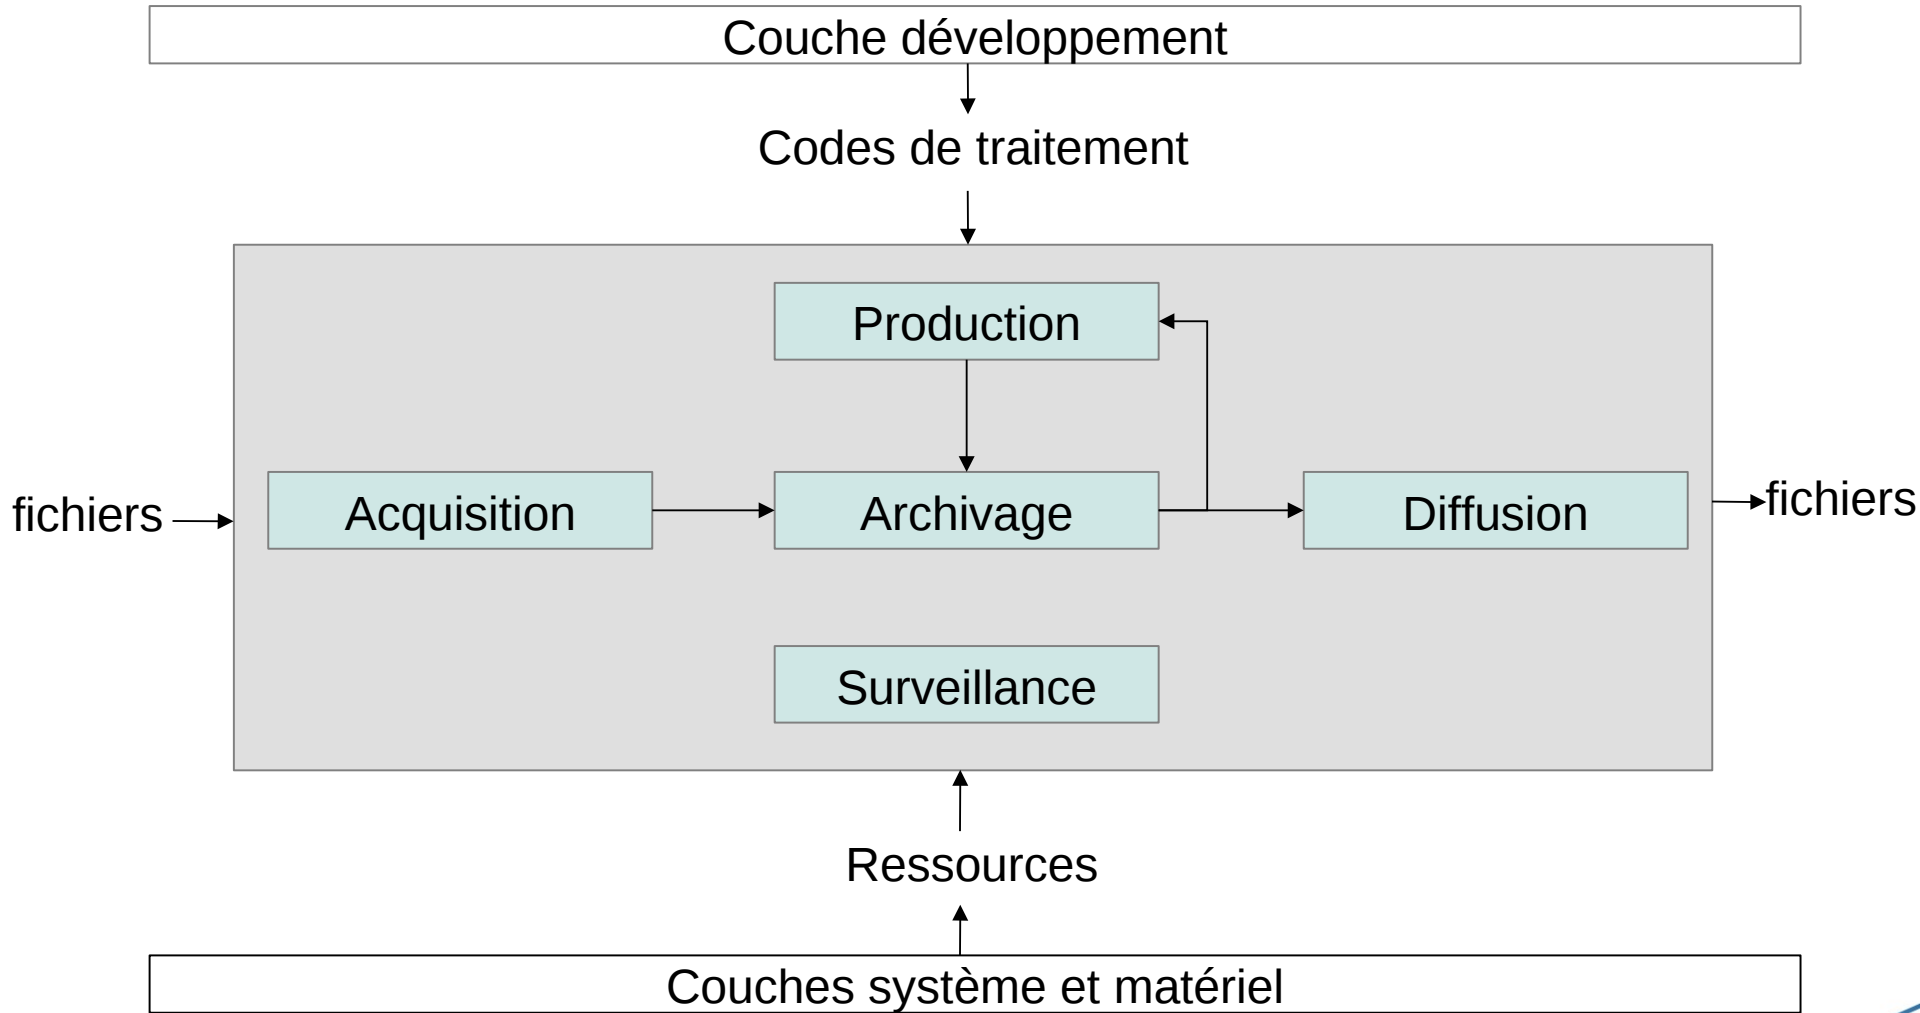 Couche développement
Codes de traitement
Production
fichiers
Acquisition
Archivage
Diffusion
fichiers
Surveillance
Ressources
Couches système et matériel